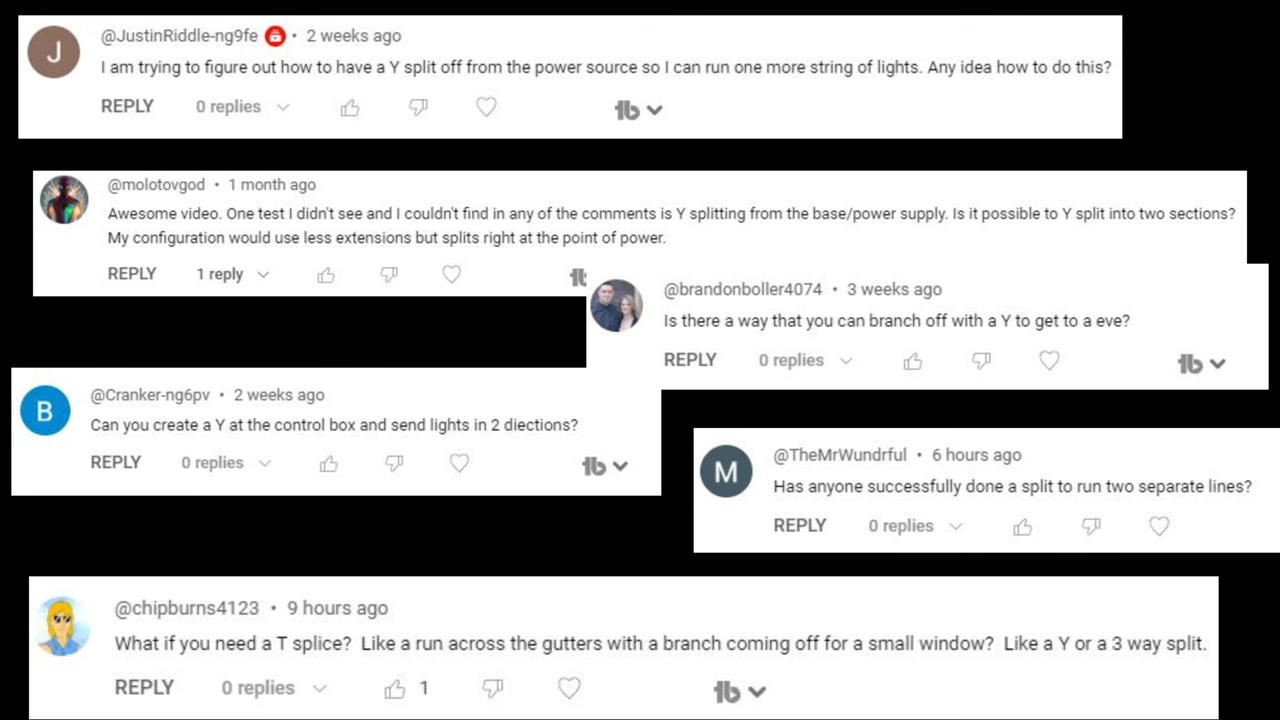 J
@JustinRiddle-ng9fe • 2 weeks ago
I am trying to figure out how to have a Y split off from the power source so I can run one more string of lights. Any idea how to do this?
REPLY 0 replies
@molotovgod • 1 month ago
Awesome video. One test I didn't see and I couldn't find in any of the comments is Y splitting from the base/power supply. Is it possible to Y split into two sections?
My configuration would use less extensions but splits right at the point of power.
REPLY 1 reply
@brandonboller4074 • 3 weeks ago
Is there a way that you can branch off with a Y to get to a eve?
REPLY 0 replies
B
@Cranker-ng6pv • 2 weeks ago
Can you create a Y at the control box and send lights in 2 diections?
REPLY 0 replies
M
@TheMrWundrful • 6 hours ago
Has anyone successfully done a split to run two separate lines?
REPLY 0 replies
@chipburns4123 • 9 hours ago
What if you need a T splice? Like a run across the gutters with a branch coming off for a small window? Like a Y or a 3 way split.
REPLY 0 replies 1